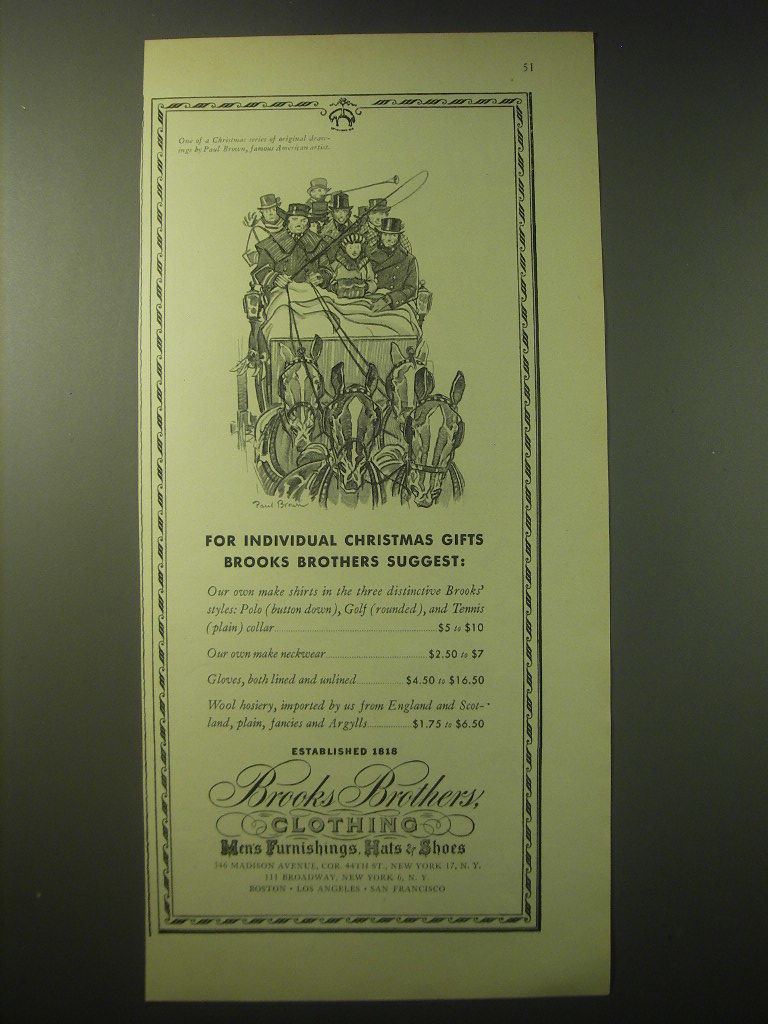 51
One of a Christmas series of original draw-
ings by Paul Brown, famous American artist.
Paul Brown
FOR INDIVIDUAL CHRISTMAS GIFTS
BROOKS BROTHERS SUGGEST:
Our own make shirts in the three distinctive Brooks'
styles: Polo (button down), Golf (rounded), and Tennis
(plain) collar..........$5 to $10
Our own make neckwear..........$2.50 to $7
Gloves, both lined and unlined..........$4.50 to $16.50
Wool hosiery, imported by us from England and Scot-
land, plain, fancies and Argylls..........$1.75 to $6.50
ESTABLISHED 1818
Brooks Brothers,
CLOTHING
Men's Furnishings, Hats & Shoes
346 MADISON AVENUE, COR. 44TH ST., NEW YORK 17, N. Y.
111 BROADWAY, NEW YORK 6, N. Y.
BOSTON • LOS ANGELES • SAN FRANCISCO